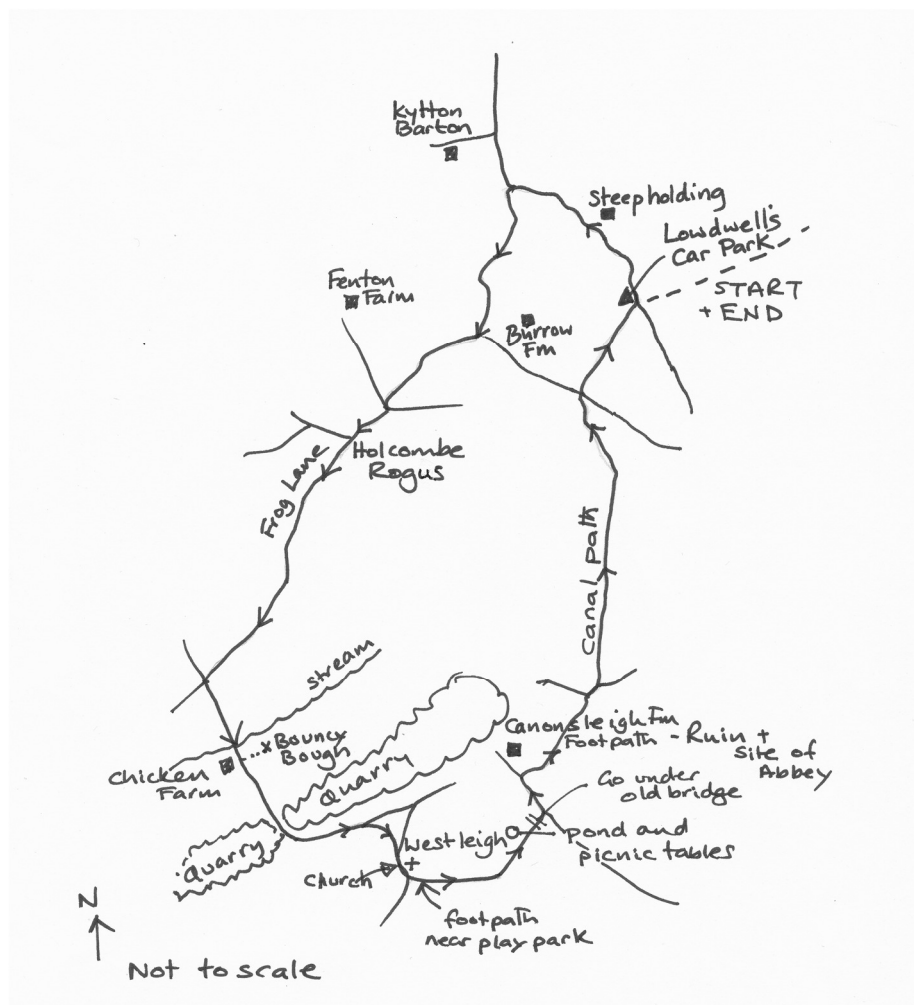 Kytton
Barton
Steepholding
Lowdwell's
Car Park
START
+ END
Fenton
Farm
Burrow
Fm
Holcombe
Rogus
Frog Lane
Canal path
stream
Bouncy
Bough
Chicken
Farm
Quarry
Quarry
Canonsleigh Fm
Footpath - Ruin +
Site of
Abbey
Go under
old bridge
Westleigh
pond and
picnic tables
Church
footpath
near play park
N
Not to scale